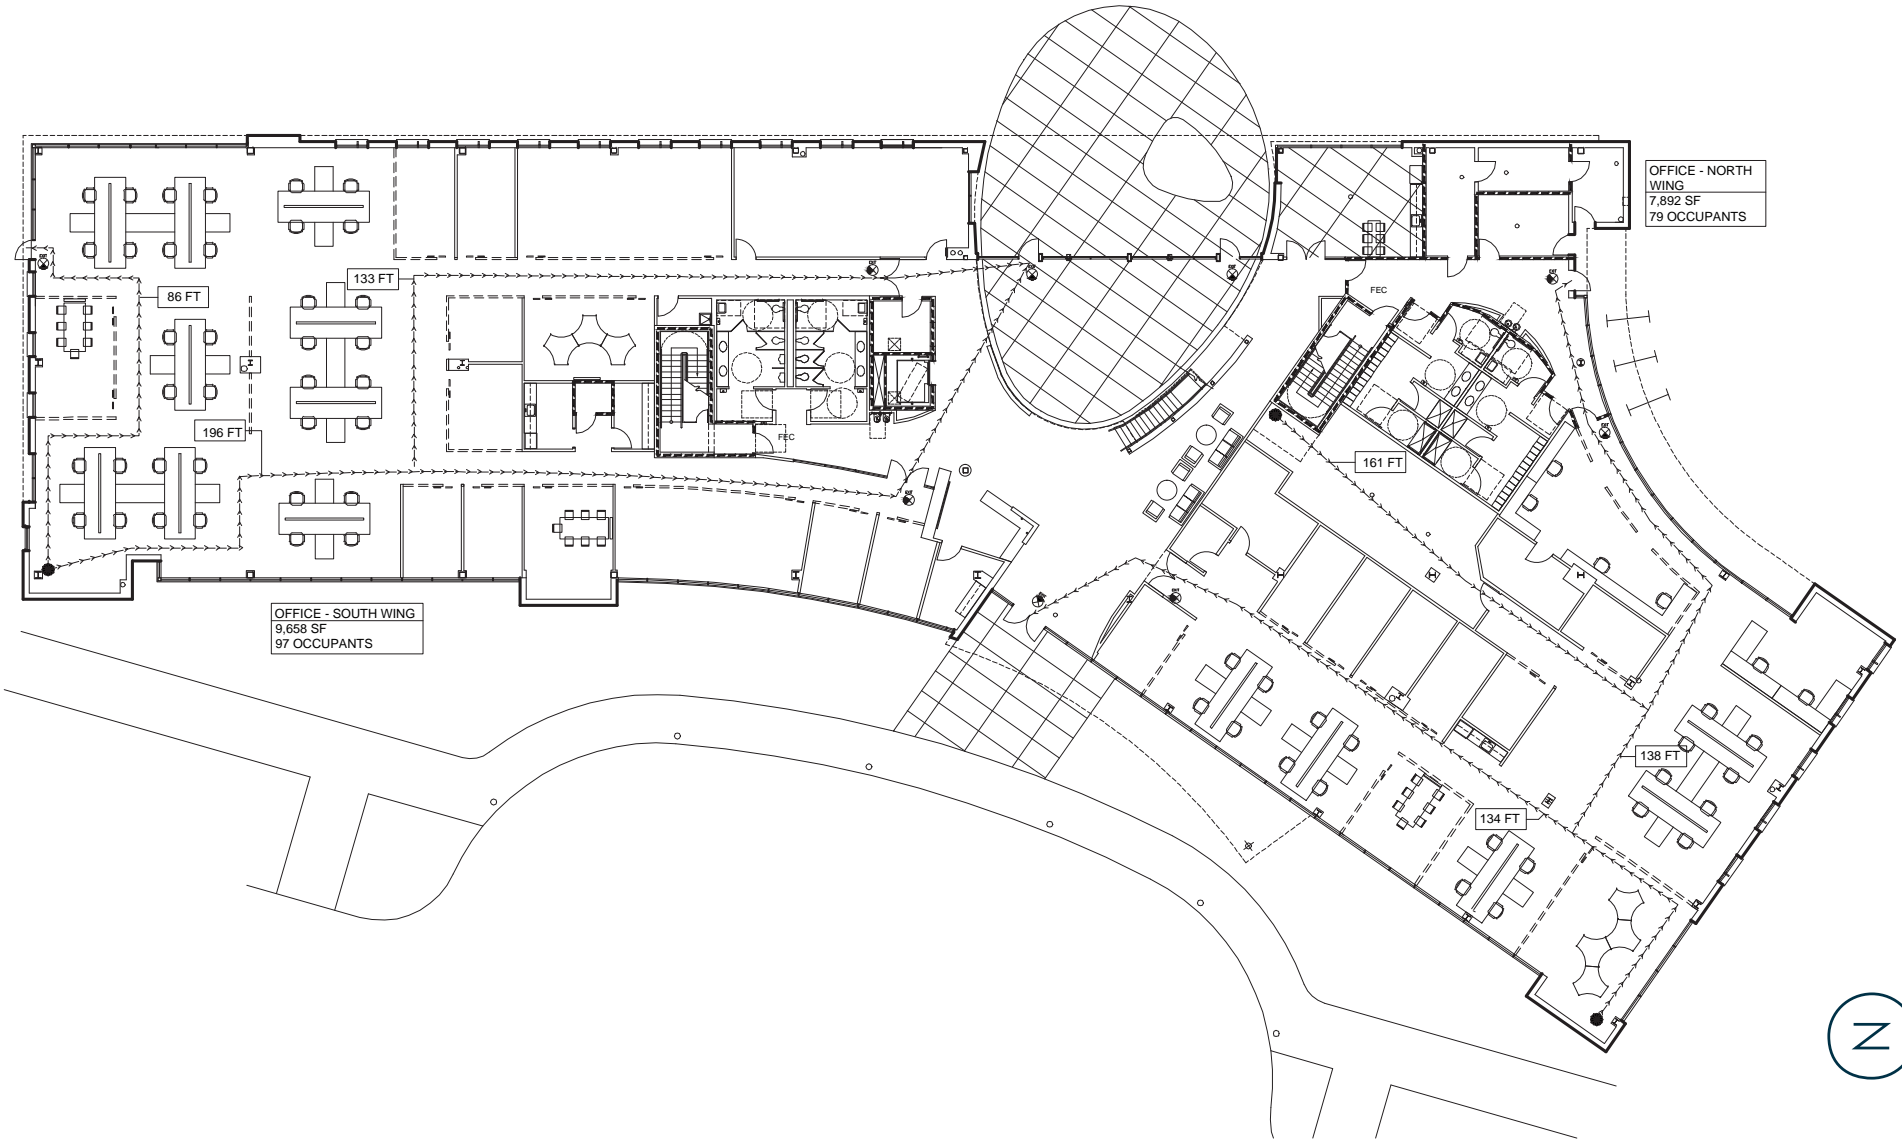 OFFICE - NORTH
WING
7,892 SF
79 OCCUPANTS
133 FT
86 FT
FEC
196 FT
FEC
161 FT
OFFICE - SOUTH WING
9,658 SF
97 OCCUPANTS
138 FT
134 FT